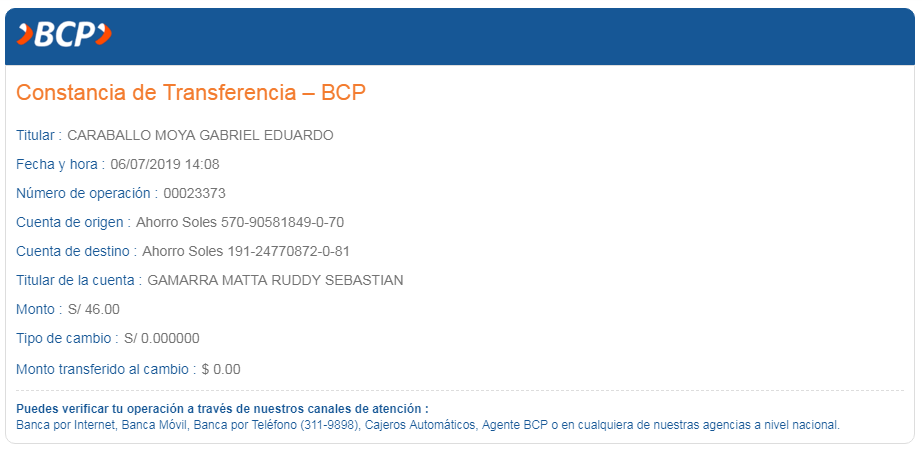 BCP
Constancia de Transferencia – BCP
Titular : CARABALLO MOYA GABRIEL EDUARDO
Fecha y hora : 06/07/2019 14:08
Número de operación : 00023373
Cuenta de origen : Ahorro Soles 570-90581849-0-70
Cuenta de destino : Ahorro Soles 191-24770872-0-81
Titular de la cuenta : GAMARRA MATTA RUDDY SEBASTIAN
Monto : S/ 46.00
Tipo de cambio : S/ 0.000000
Monto transferido al cambio : $ 0.00
Puedes verificar tu operación a través de nuestros canales de atención :
Banca por Internet, Banca Móvil, Banca por Teléfono (311-9898), Cajeros Automáticos, Agente BCP o en cualquiera de nuestras agencias a nivel nacional.